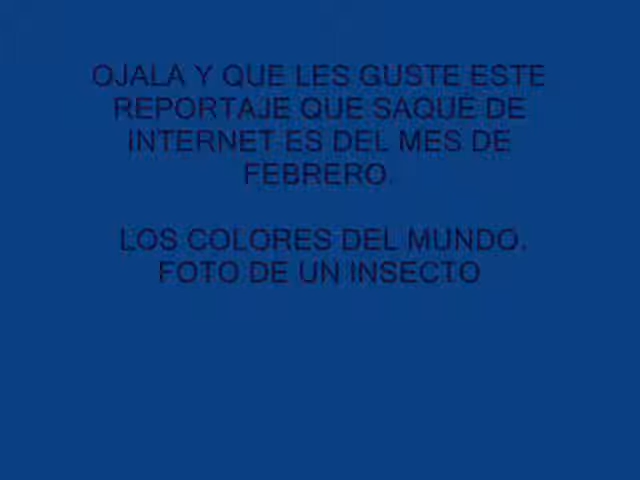 OJALA Y QUE LES GUSTE ESTE
REPORTAJE QUE SAQUE DE
INTERNET ES DEL MES DE
FEBRERO.
LOS COLORES DEL MUNDO.
FOTO DE UN INSECTO